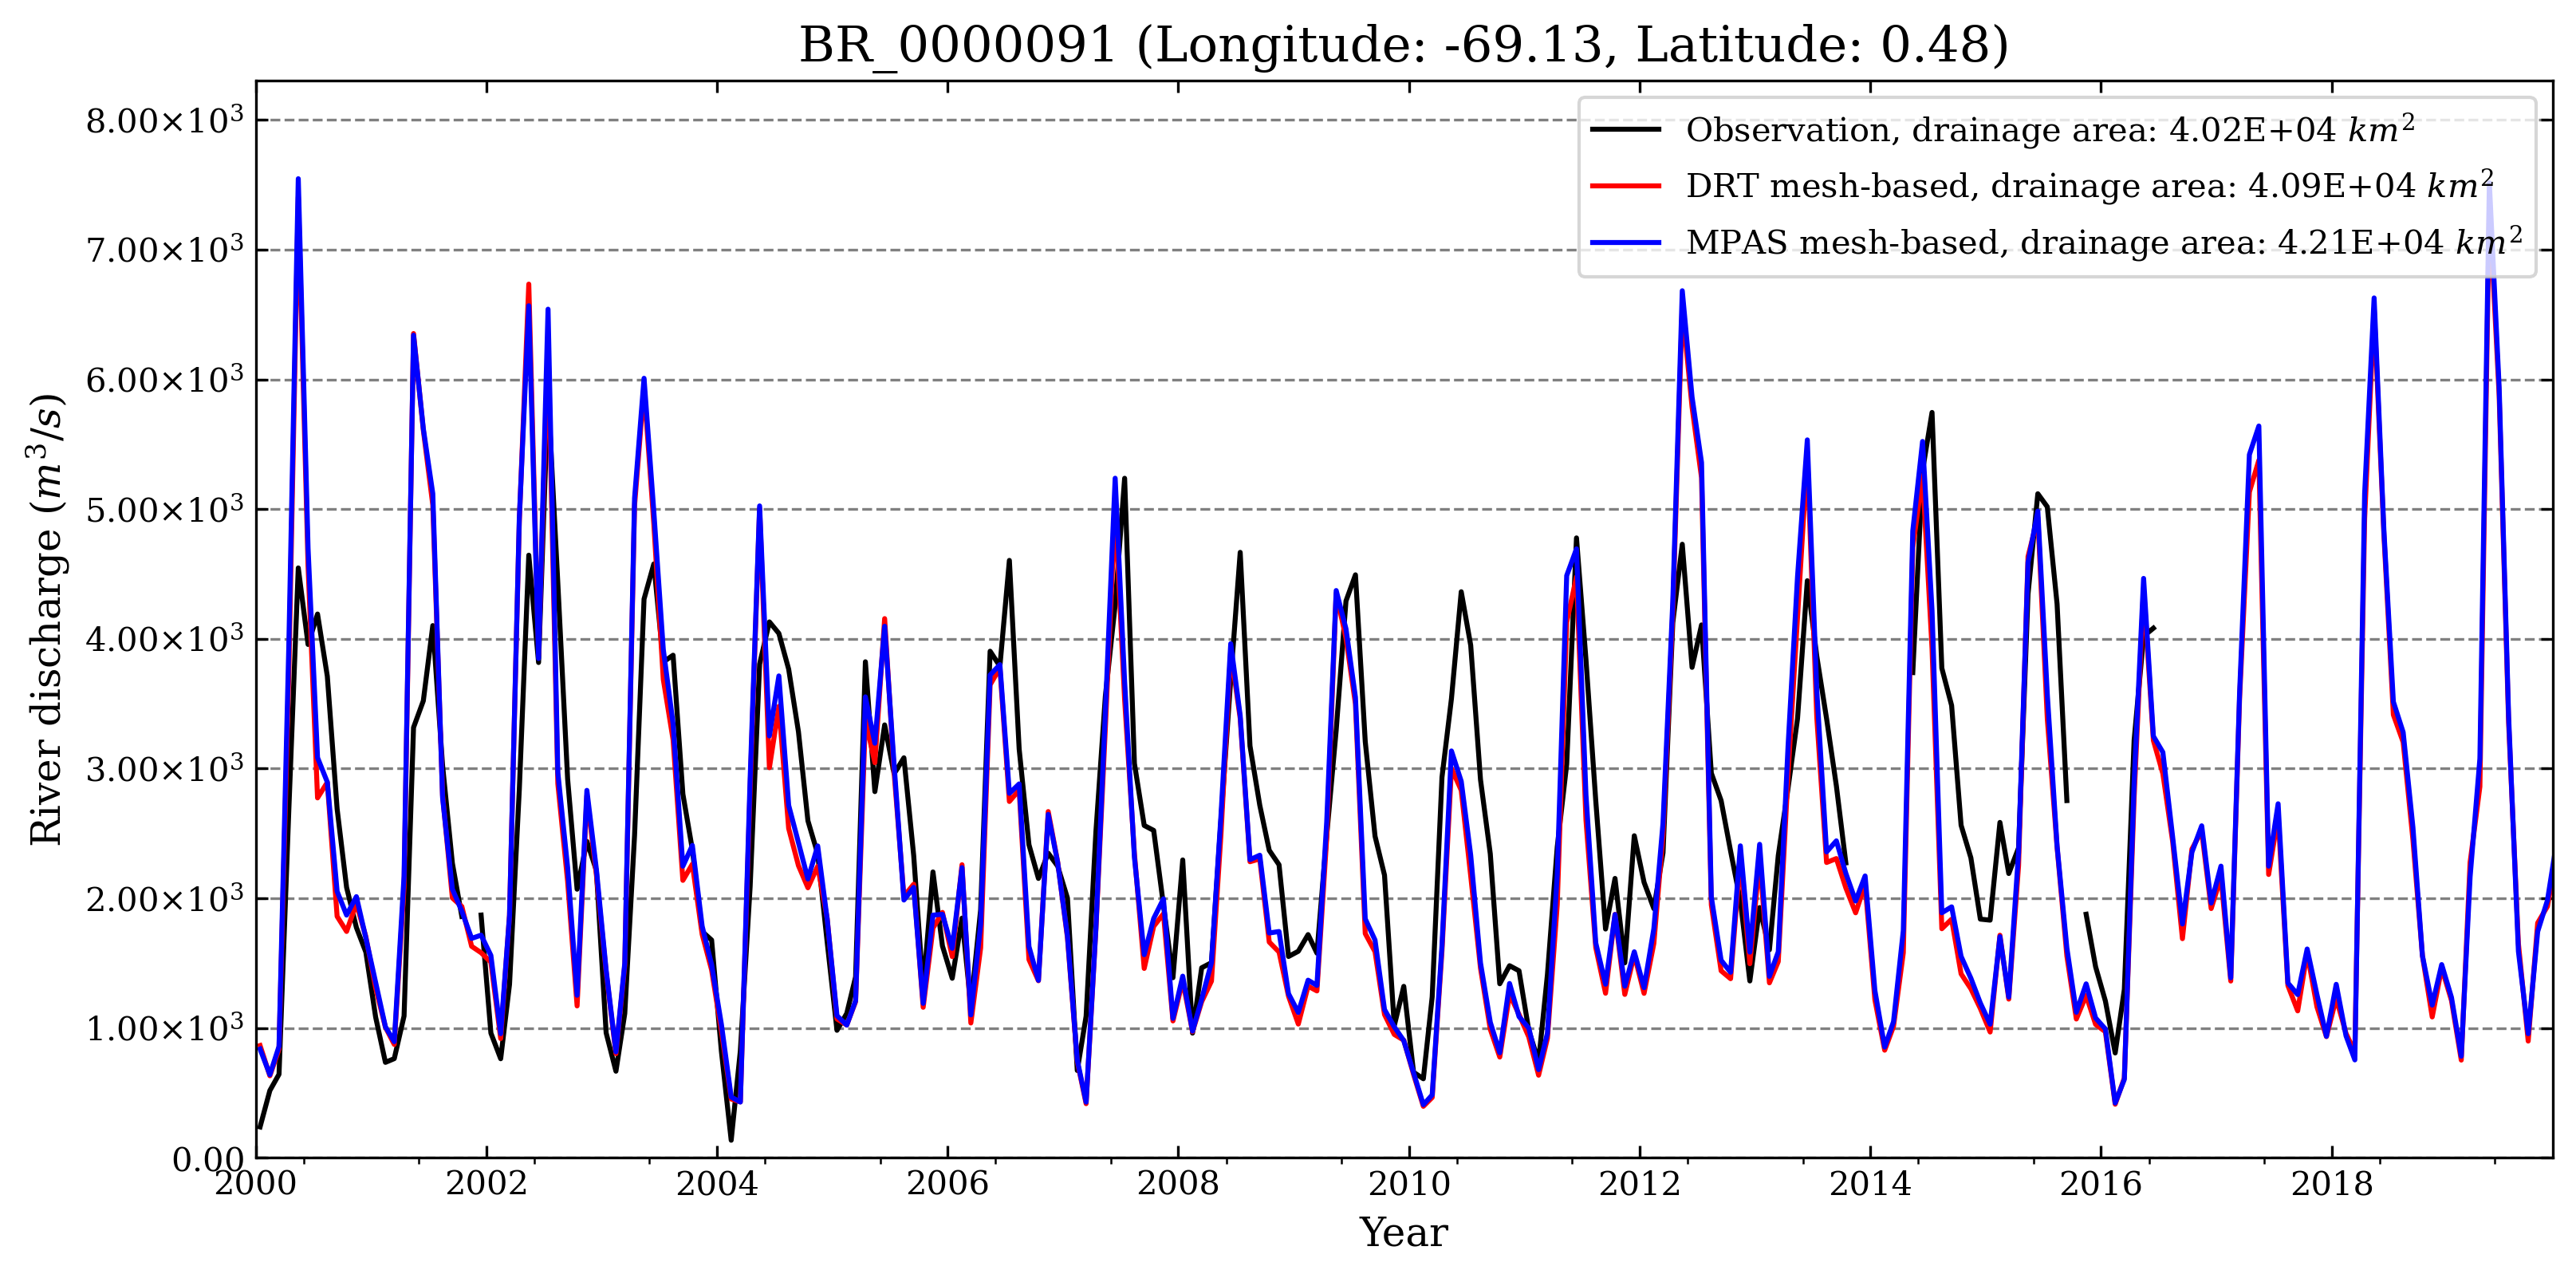 BR_0000091 (Longitude: -69.13, Latitude: 0.48)
8.00×10³
7.00×10³
6.00×10³
5.00×10³
4.00×10³
3.00×10³
2.00×10³
1.00×10³
0.00
River discharge (m³/s)
Observation, drainage area: 4.02E+04 km²
DRT mesh-based, drainage area: 4.09E+04 km²
MPAS mesh-based, drainage area: 4.21E+04 km²
2000 2002 2004 2006 2008 2010 2012 2014 2016 2018
Year